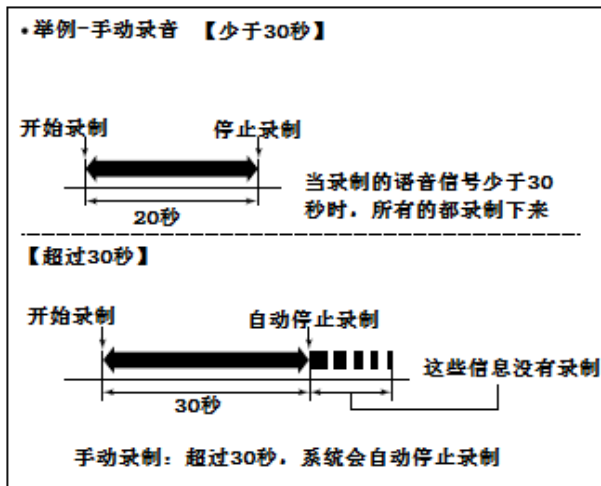 •举例-手动录音 【少于30秒】
开始录制 停止录制
20秒
当录制的语音信号少于30
秒时，所有的都录制下来
【超过30秒】
开始录制 自动停止录制
这些信息没有录制
30秒
手动录制：超过30秒，系统会自动停止录制